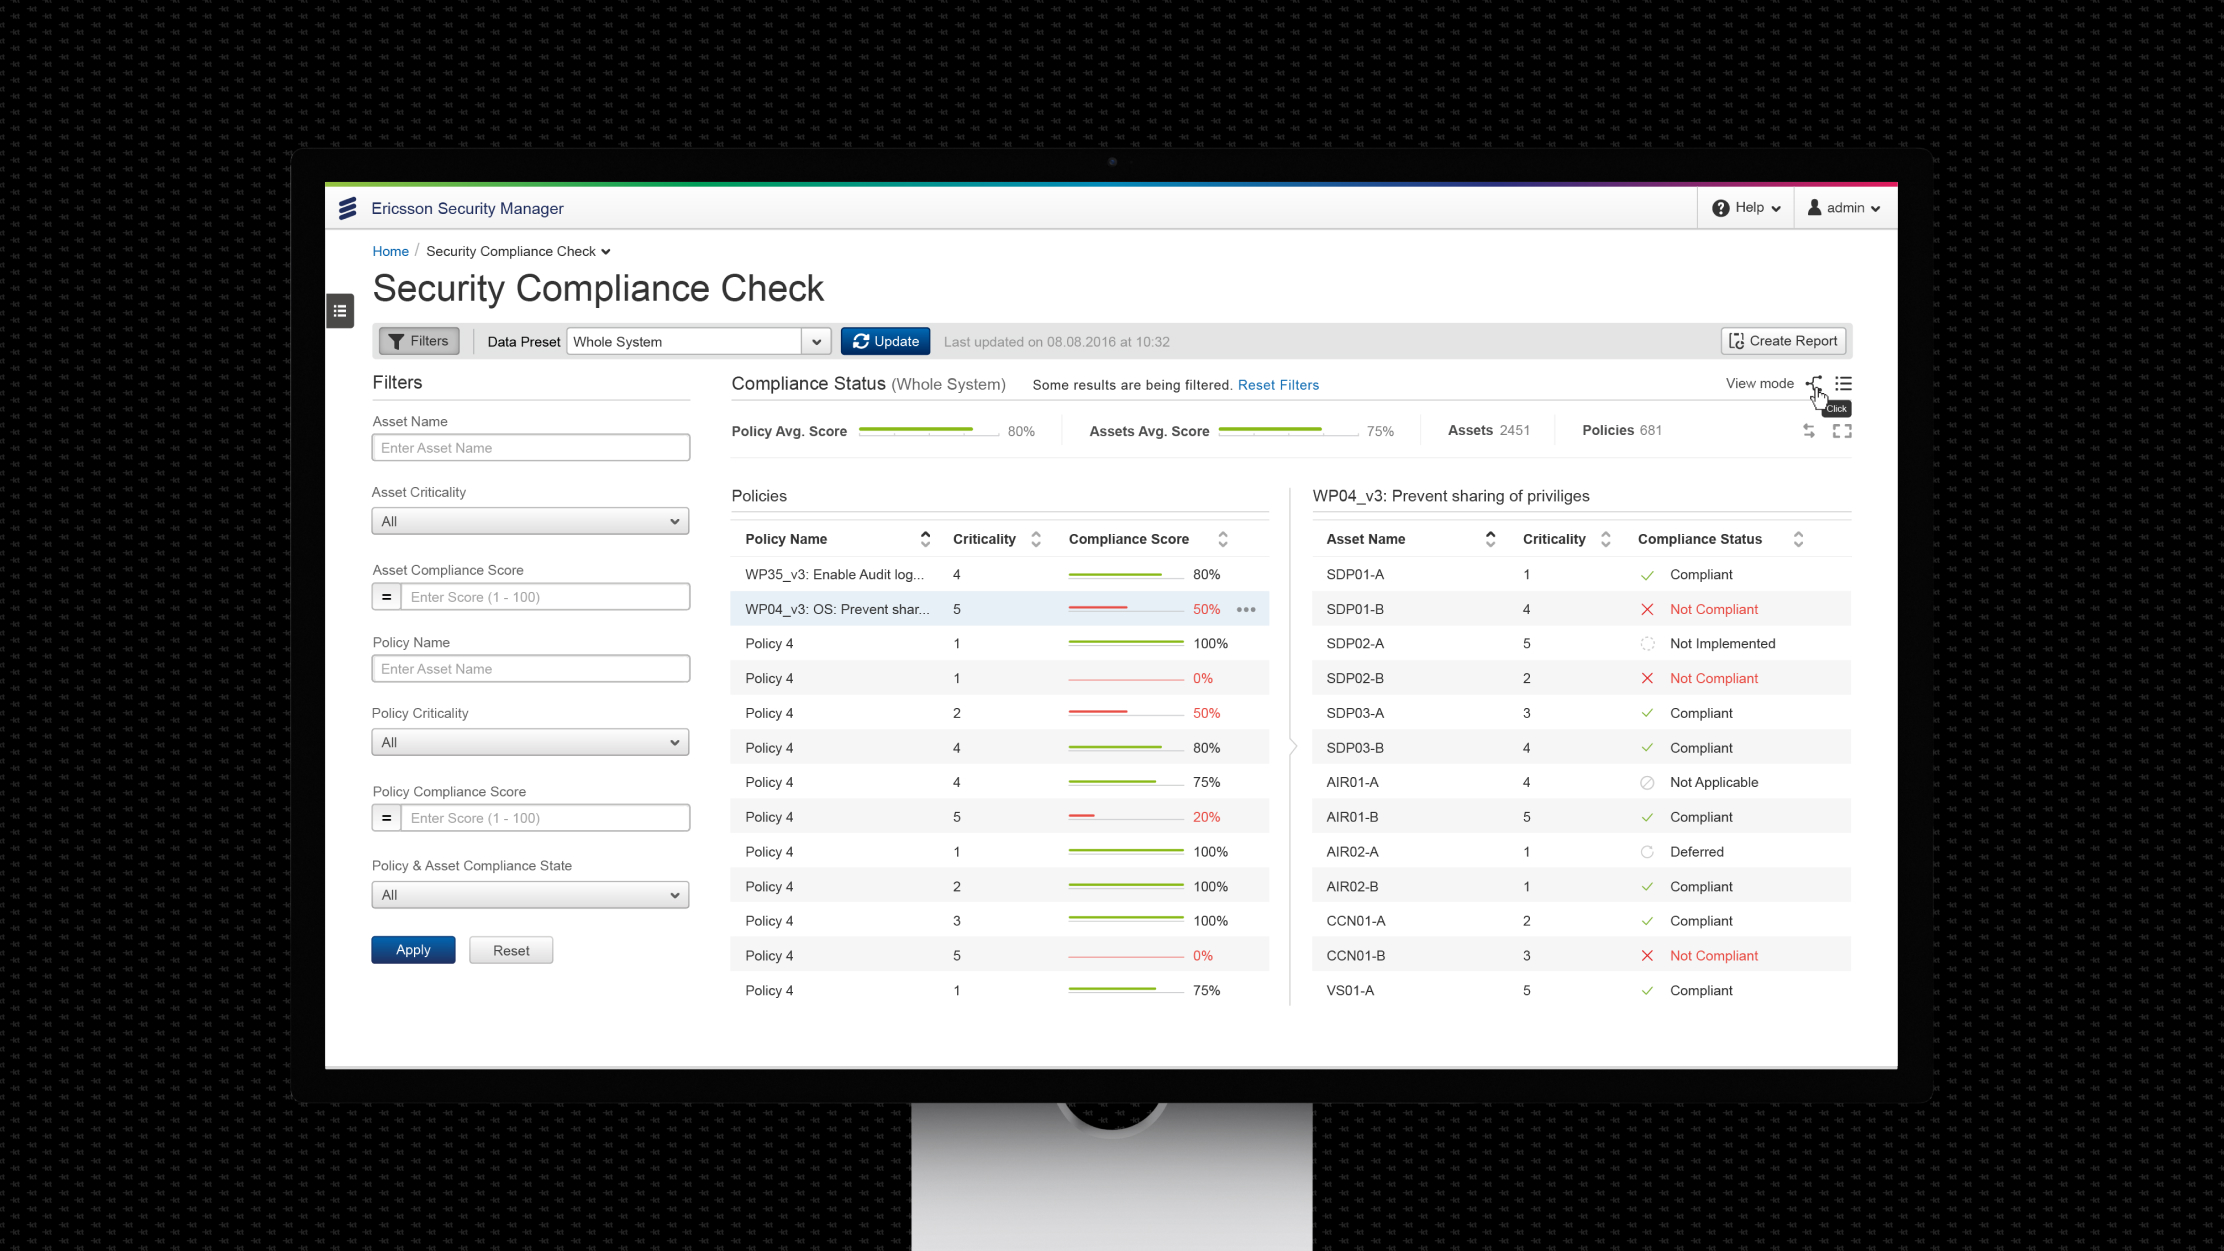 Ericsson Security Manager
Help
admin
Home / Security Compliance Check
Security Compliance Check
Filters
Data Preset
Whole System
Update
Last updated on 08.08.2016 at 10:32
Create Report
Filters
Asset Name
Enter Asset Name
Asset Criticality
All
Asset Compliance Score
= Enter Score (1 - 100)
Policy Name
Enter Asset Name
Policy Criticality
All
Policy Compliance Score
= Enter Score (1 - 100)
Policy & Asset Compliance State
All
Apply
Reset
Compliance Status (Whole System) Some results are being filtered. Reset Filters
View mode
Click
Policy Avg. Score 80%
Assets Avg. Score 75%
Assets 2451
Policies 681
Policies
Policy Name Criticality Compliance Score
WP35_v3: Enable Audit log... 4 80%
WP04_v3: OS: Prevent shar... 5 50%
Policy 4 1 100%
Policy 4 1 0%
Policy 4 2 50%
Policy 4 4 80%
Policy 4 4 75%
Policy 4 5 20%
Policy 4 1 100%
Policy 4 2 100%
Policy 4 3 100%
Policy 4 5 0%
Policy 4 1 75%
WP04_v3: Prevent sharing of priviliges
Asset Name Criticality Compliance Status
SDP01-A 1 Compliant
SDP01-B 4 Not Compliant
SDP02-A 5 Not Implemented
SDP02-B 2 Not Compliant
SDP03-A 3 Compliant
SDP03-B 4 Compliant
AIR01-A 4 Not Applicable
AIR01-B 5 Compliant
AIR02-A 1 Deferred
AIR02-B 1 Compliant
CCN01-A 2 Compliant
CCN01-B 3 Not Compliant
VS01-A 5 Compliant